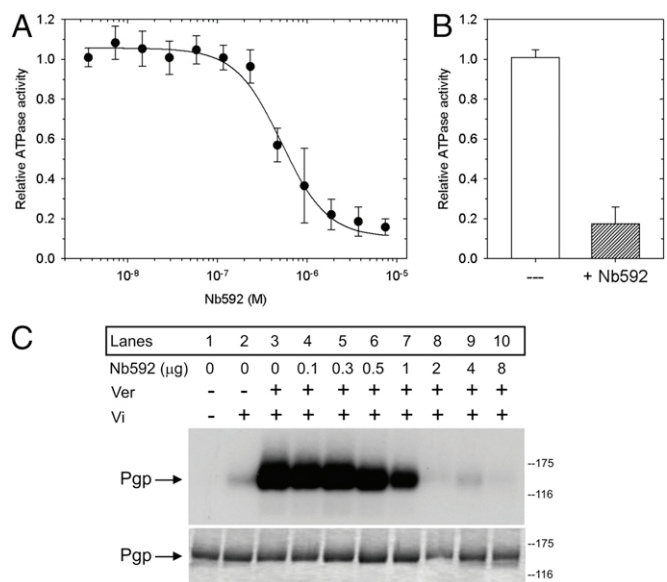 A
Relative ATPase activity
1.2
1.0
0.8
0.6
0.4
0.2
0.0
10-8 10-7 10-6 10-5
Nb592 (M)
B
Relative ATPase activity
1.2
1.0
0.8
0.6
0.4
0.2
0.0
--- + Nb592
C
Lanes 1 2 3 4 5 6 7 8 9 10
Nb592 (μg) 0 0 0 0.1 0.3 0.5 1 2 4 8
Ver - - + + + + + + + +
Vi - + + + + + + + + +
Pgp
--175
--116
Pgp
--175
--116